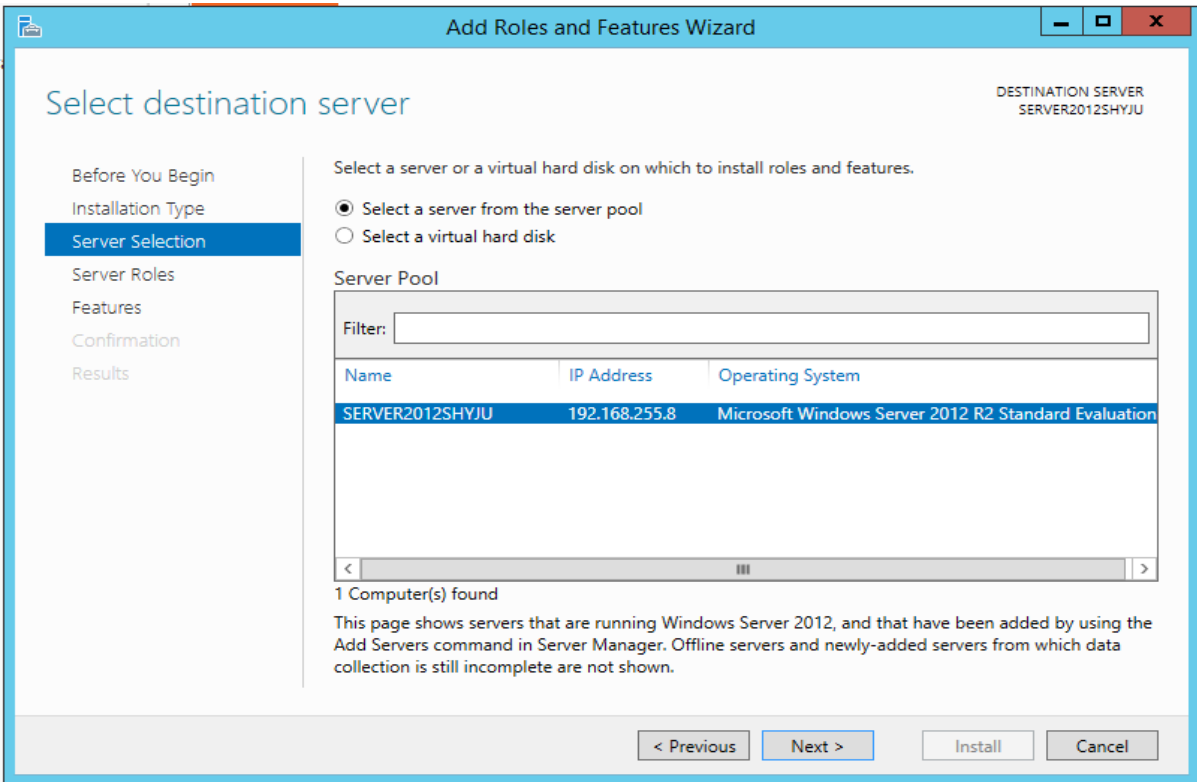 Add Roles and Features Wizard
Select destination server
DESTINATION SERVER
SERVER2012SHYJU
Before You Begin
Installation Type
Server Selection
Server Roles
Features
Confirmation
Results
Select a server or a virtual hard disk on which to install roles and features.
Select a server from the server pool
Select a virtual hard disk
Server Pool
Filter:
Name IP Address Operating System
SERVER2012SHYJU 192.168.255.8 Microsoft Windows Server 2012 R2 Standard Evaluation
1 Computer(s) found
This page shows servers that are running Windows Server 2012, and that have been added by using the
Add Servers command in Server Manager. Offline servers and newly-added servers from which data
collection is still incomplete are not shown.
< Previous Next > Install Cancel